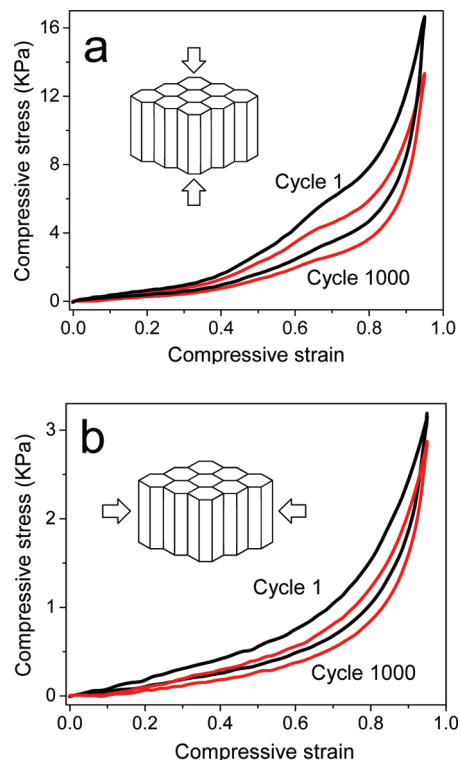 a
Compressive stress (KPa)
16
12
8
4
0
Cycle 1
Cycle 1000
0.0 0.2 0.4 0.6 0.8 1.0
Compressive strain
b
Compressive stress (KPa)
3
2
1
0
Cycle 1
Cycle 1000
0.0 0.2 0.4 0.6 0.8 1.0
Compressive strain